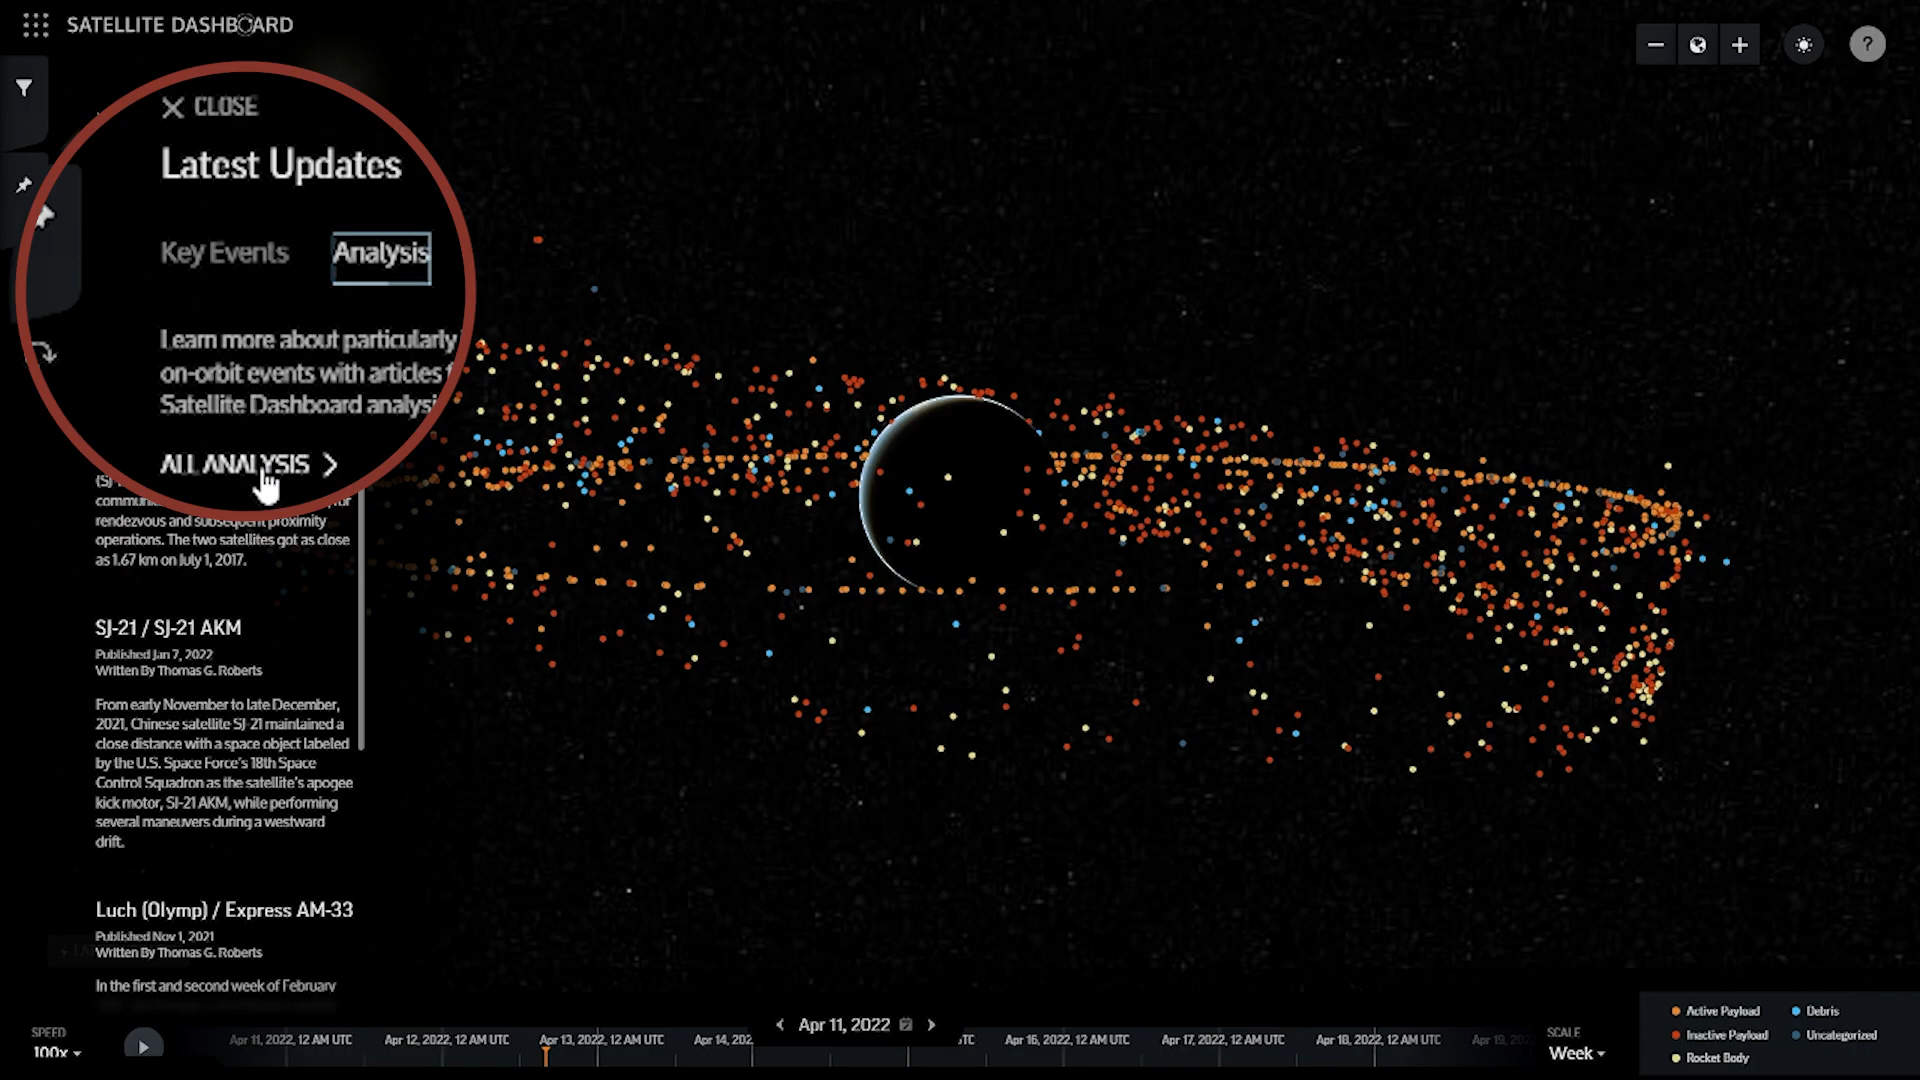 SATELLITE DASHBOARD
?
CLOSE
Latest Updates
Key Events Analysis
Learn more about particularly
on-orbit events with articles
Satellite Dashboard
ALL ANALYSIS
rendezvous and subsequent proximity
operations. The two satellites got as close
as 1.67 km on July 1, 2017.
SJ-21 / SJ-21 AKM
Published Jan 7, 2022
Written By Thomas G. Roberts
From early November to late December,
2021, Chinese satellite SJ-21 maintained a
close distance with a space object labeled
by the U.S. Space Force's 18th Space
Control Squadron as the satellite's apogee
kick motor, SJ-21 AKM, while performing
several maneuvers during a westward
drift.
Luch (Olymp) / Express AM-33
Published Nov 1, 2021
Written By Thomas G. Roberts
In the first and second week of February
SPEED
100x
Apr 11, 2022
Apr 11, 2022, 12 AM UTC Apr 12, 2022, 12 AM UTC Apr 13, 2022, 12 AM UTC Apr 14, 202 Apr 16, 2022, 12 AM UTC Apr 17, 2022, 12 AM UTC Apr 18, 2022, 12 AM UTC Apr 19,
SCALE
Week
Active Payload Debris
Inactive Payload Uncategorized
Rocket Body